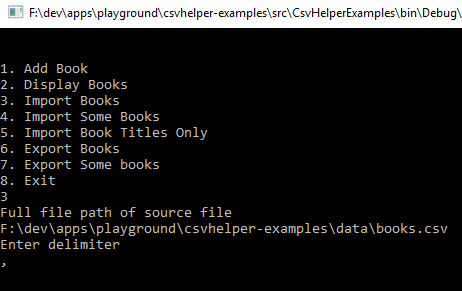 F:\dev\apps\playground\csvhelper-examples\src\CsvHelperExamples\bin\Debug\
1. Add Book
2. Display Books
3. Import Books
4. Import Some Books
5. Import Book Titles Only
6. Export Books
7. Export Some books
8. Exit
3
Full file path of source file
F:\dev\apps\playground\csvhelper-examples\data\books.csv
Enter delimiter
,